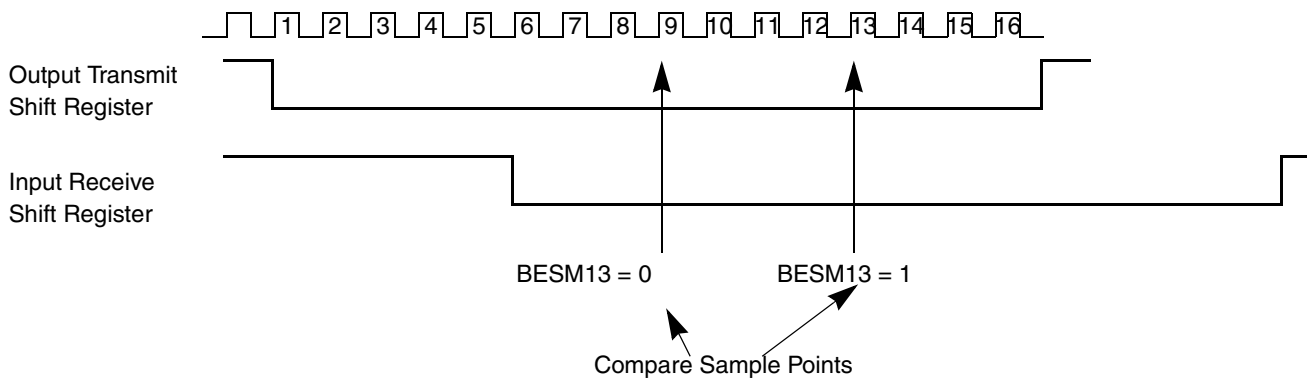 1 2 3 4 5 6 7 8 9 10 11 12 13 14 15 16
Output Transmit
Shift Register
Input Receive
Shift Register
BESM13 = 0 BESM13 = 1
Compare Sample Points